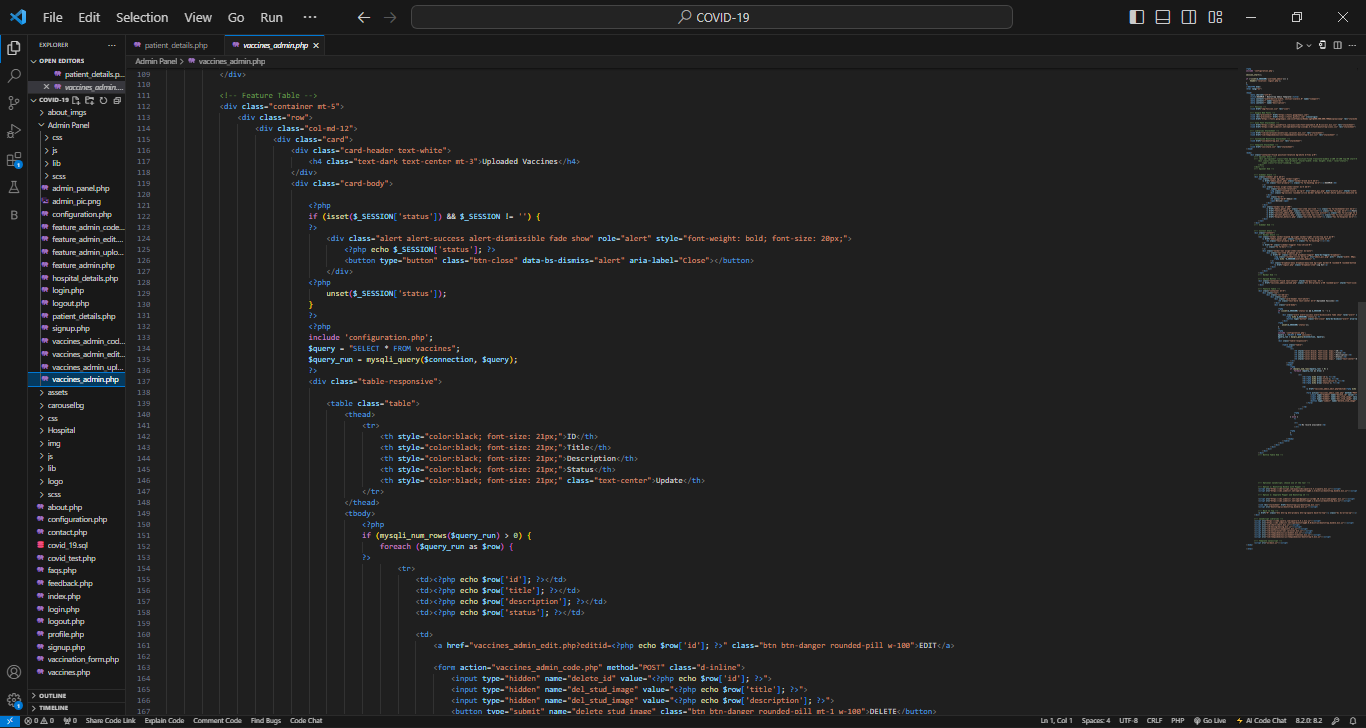 File Edit Selection View Go Run ···
COVID-19
EXPLORER ···
patient_details.php
vaccines_admin.php
OPEN EDITORS
patient_details.p...
vaccines_admin....
COVID-19
about_imgs
Admin Panel
css
js
lib
scss
admin_panel.php
admin_pic.png
configuration.php
feature_admin_code...
feature_admin_edit....
feature_admin_uplo...
feature_admin.php
hospital_details.php
login.php
logout.php
patient_details.php
signup.php
vaccines_admin_cod...
vaccines_admin_edit...
vaccines_admin_upl...
vaccines_admin.php
assets
carouselbg
css
Hospital
img
js
lib
logo
scss
about.php
configuration.php
contact.php
covid_19.sql
covid_test.php
faqs.php
feedback.php
index.php
login.php
logout.php
profile.php
signup.php
vaccination_form.php
vaccines.php
OUTLINE
TIMELINE
Admin Panel > vaccines_admin.php
109 </div>
110
111 <!-- Feature Table -->
112 <div class="container mt-5">
113 <div class="row">
114 <div class="col-md-12">
115 <div class="card">
116 <div class="card-header text-white">
117 <h4 class="text-dark text-center mt-3">Uploaded Vaccines</h4>
118 </div>
119 <div class="card-body">
120
121 <?php
122 if (isset($_SESSION['status']) && $_SESSION != '') {
123 ?>
124 <div class="alert alert-success alert-dismissible fade show" role="alert" style="font-weight: bold; font-size: 20px;">
125 <?php echo $_SESSION['status']; ?>
126 <button type="button" class="btn-close" data-bs-dismiss="alert" aria-label="Close"></button>
127 </div>
128 <?php
129 unset($_SESSION['status']);
130 }
131 ?>
132 <?php
133 include 'configuration.php';
134 $query = "SELECT * FROM vaccines";
135 $query_run = mysqli_query($connection, $query);
136 ?>
137 <div class="table-responsive">
138
139 <table class="table">
140 <thead>
141 <tr>
142 <th style="color:black; font-size: 21px;">ID</th>
143 <th style="color:black; font-size: 21px;">Title</th>
144 <th style="color:black; font-size: 21px;">Description</th>
145 <th style="color:black; font-size: 21px;">Status</th>
146 <th style="color:black; font-size: 21px;" class="text-center">Update</th>
147 </tr>
148 </thead>
149 <tbody>
150 <?php
151 if (mysqli_num_rows($query_run) > 0) {
152 foreach ($query_run as $row) {
153 ?>
154 <tr>
155 <td><?php echo $row['id']; ?></td>
156 <td><?php echo $row['title']; ?></td>
157 <td><?php echo $row['description']; ?></td>
158 <td><?php echo $row['status']; ?></td>
159
160 <td>
161 <a href="vaccines_admin_edit.php?editid=<?php echo $row['id']; ?>" class="btn btn-danger rounded-pill w-100">EDIT</a>
162
163 <form action="vaccines_admin_code.php" method="POST" class="d-inline">
164 <input type="hidden" name="delete_id" value="<?php echo $row['id']; ?>">
165 <input type="hidden" name="del_stud_image" value="<?php echo $row['title']; ?>">
166 <input type="hidden" name="del_stud_image" value="<?php echo $row['description']; ?>">
167 <button type="submit" name="delete_stud_image" class="btn btn-danger rounded-pill mt-1 w-100">DELETE</button>
0 0 0 Share Code Link Explain Code Comment Code Find Bugs Code Chat Ln 1, Col 1 Spaces: 4 UTF-8 CRLF PHP Go Live AI Code Chat 8.2.0: 8.2